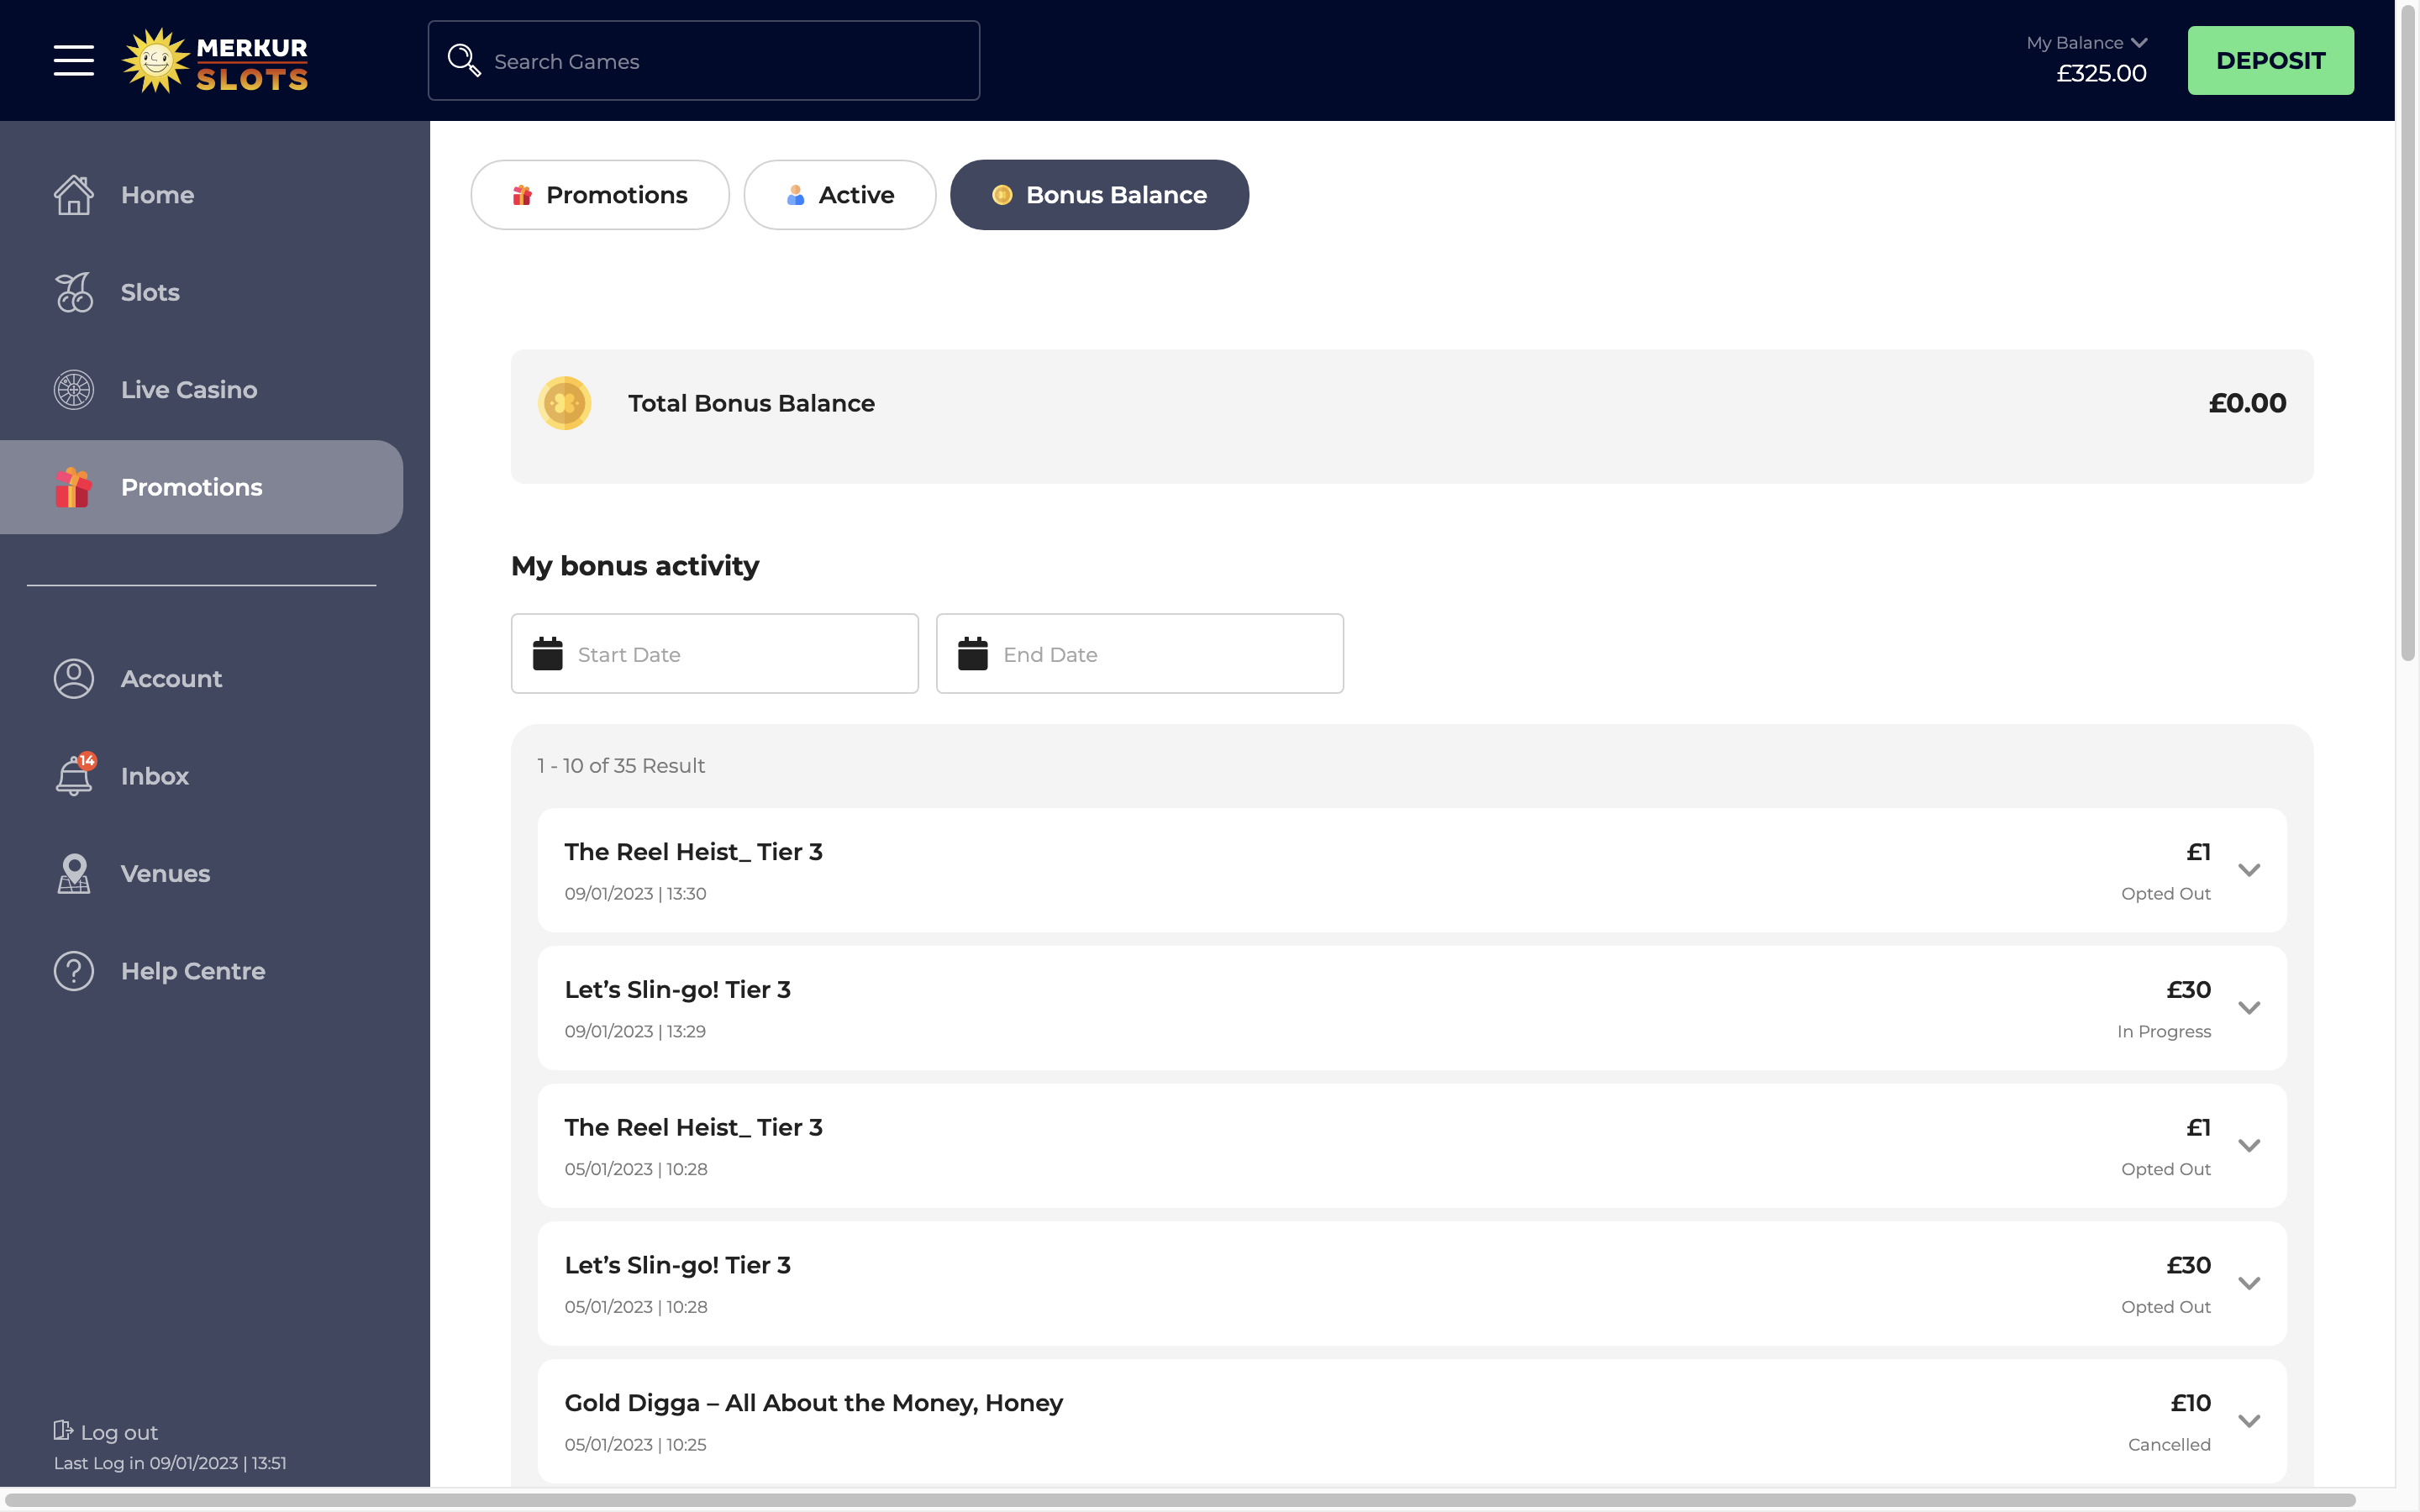 MERKUR
SLOTS
Search Games
My Balance
£325.00
DEPOSIT
Home
Slots
Live Casino
Promotions
Account
14
Inbox
Venues
Help Centre
Log out
Last Log in 09/01/2023 | 13:51
Promotions
Active
Bonus Balance
Total Bonus Balance
£0.00
My bonus activity
Start Date
End Date
1 - 10 of 35 Result
The Reel Heist_ Tier 3
£1
09/01/2023 | 13:30
Opted Out
Let’s Slin-go! Tier 3
£30
09/01/2023 | 13:29
In Progress
The Reel Heist_ Tier 3
£1
05/01/2023 | 10:28
Opted Out
Let’s Slin-go! Tier 3
£30
05/01/2023 | 10:28
Opted Out
Gold Digga – All About the Money, Honey
£10
05/01/2023 | 10:25
Cancelled